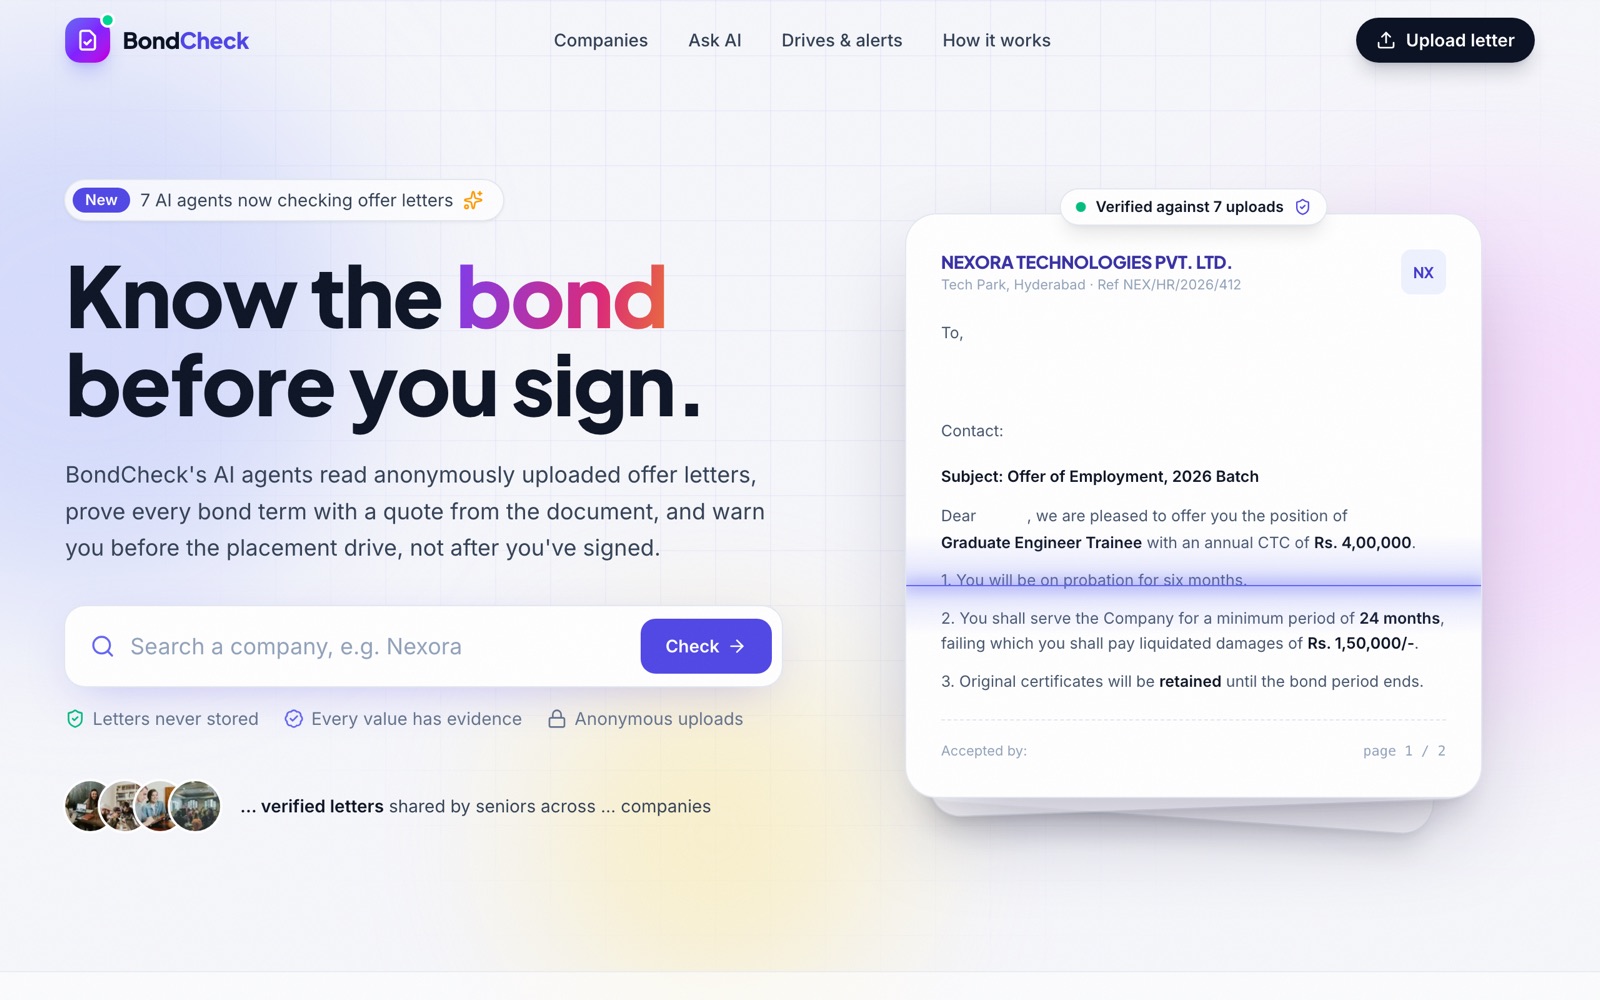 BondCheck
Companies
Ask AI
Drives & alerts
How it works
Upload letter
New 7 AI agents now checking offer letters
Know the bond
before you sign.
BondCheck's AI agents read anonymously uploaded offer letters,
prove every bond term with a quote from the document, and warn
you before the placement drive, not after you've signed.
Search a company, e.g. Nexora
Check
Letters never stored
Every value has evidence
Anonymous uploads
... verified letters shared by seniors across ... companies
Verified against 7 uploads
NEXORA TECHNOLOGIES PVT. LTD.
NX
Tech Park, Hyderabad · Ref NEX/HR/2026/412
To,
Contact:
Subject: Offer of Employment, 2026 Batch
Dear , we are pleased to offer you the position of
Graduate Engineer Trainee with an annual CTC of Rs. 4,00,000.
1. You will be on probation for six months.
2. You shall serve the Company for a minimum period of 24 months,
failing which you shall pay liquidated damages of Rs. 1,50,000/-.
3. Original certificates will be retained until the bond period ends.
Accepted by:
page 1 / 2